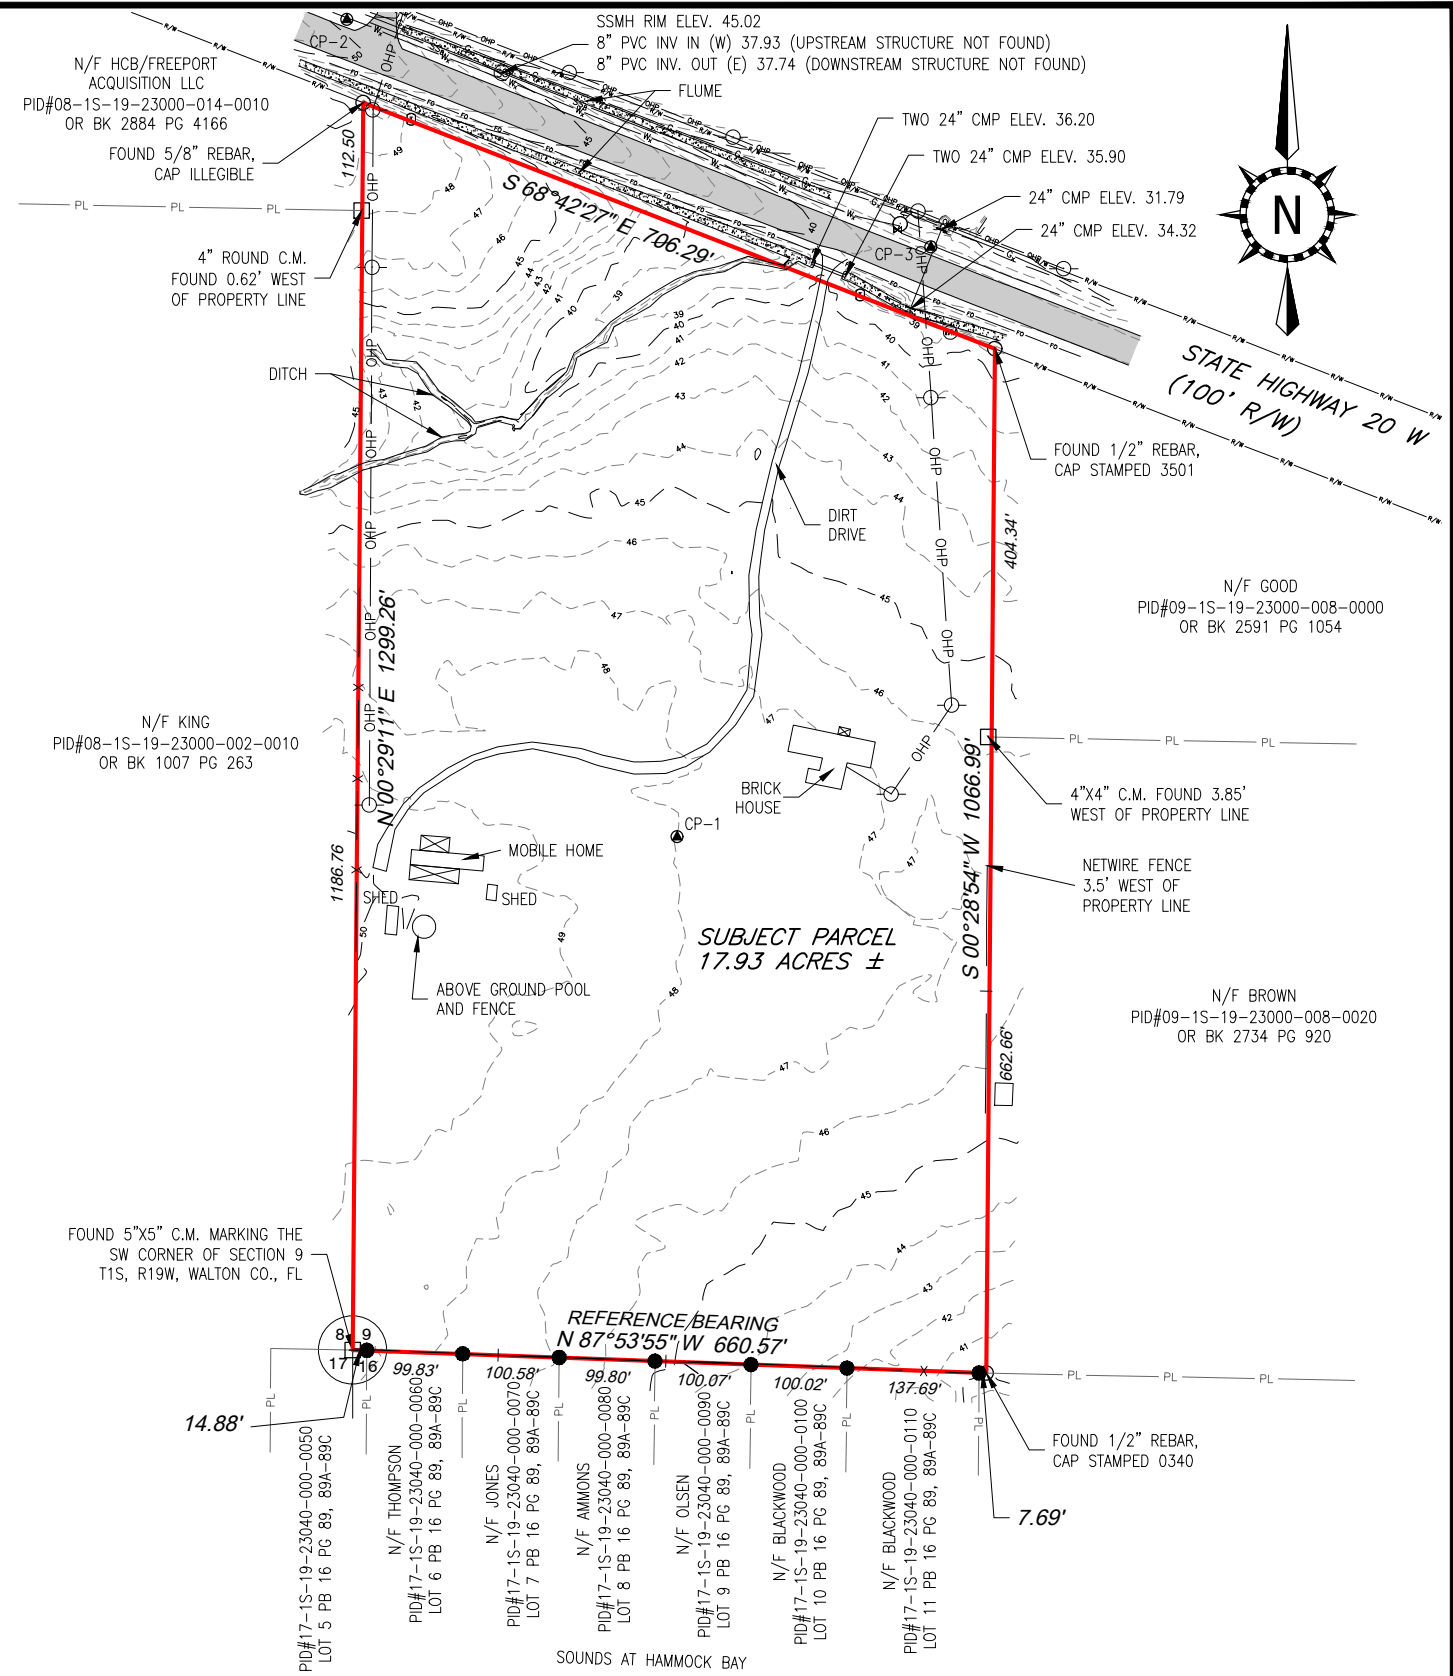 SSMH RIM ELEV. 45.02
8" PVC INV IN (W) 37.93 (UPSTREAM STRUCTURE NOT FOUND)
8" PVC INV. OUT (E) 37.74 (DOWNSTREAM STRUCTURE NOT FOUND)
FLUME
CP-2
N/F HCB/FREEPORT
ACQUISITION LLC
PID#08-1S-19-23000-014-0010
OR BK 2884 PG 4166
FOUND 5/8" REBAR,
CAP ILLEGIBLE
112.50
TWO 24" CMP ELEV. 36.20
TWO 24" CMP ELEV. 35.90
24" CMP ELEV. 31.79
24" CMP ELEV. 34.32
CP-3
N
S 68°42'27" E 706.29'
4" ROUND C.M.
FOUND 0.62' WEST
OF PROPERTY LINE
DITCH
STATE HIGHWAY 20 W
(100' R/W)
FOUND 1/2" REBAR,
CAP STAMPED 3501
404.34'
DIRT
DRIVE
N/F GOOD
PID#09-1S-19-23000-008-0000
OR BK 2591 PG 1054
N 00°29'11" E 1299.26'
N/F KING
PID#08-1S-19-23000-002-0010
OR BK 1007 PG 263
BRICK
HOUSE
4"X4" C.M. FOUND 3.85'
WEST OF PROPERTY LINE
CP-1
MOBILE HOME
1186.76
SHED
SHED
NETWIRE FENCE
3.5' WEST OF
PROPERTY LINE
S 00°28'54" W 1066.99'
SUBJECT PARCEL
17.93 ACRES ±
ABOVE GROUND POOL
AND FENCE
N/F BROWN
PID#09-1S-19-23000-008-0020
OR BK 2734 PG 920
662.66'
FOUND 5"X5" C.M. MARKING THE
SW CORNER OF SECTION 9
T1S, R19W, WALTON CO., FL
8 9
17 16
REFERENCE BEARING
N 87°53'55" W 660.57'
99.83'
100.58'
99.80'
100.07'
100.02'
137.69'
14.88'
7.69'
FOUND 1/2" REBAR,
CAP STAMPED 0340
PID#17-1S-19-23040-000-0050
LOT 5 PB 16 PG 89, 89A-89C
N/F THOMPSON
PID#17-1S-19-23040-000-0060
LOT 6 PB 16 PG 89, 89A-89C
N/F JONES
PID#17-1S-19-23040-000-0070
LOT 7 PB 16 PG 89, 89A-89C
N/F AMMONS
PID#17-1S-19-23040-000-0080
LOT 8 PB 16 PG 89, 89A-89C
N/F OLSEN
PID#17-1S-19-23040-000-0090
LOT 9 PB 16 PG 89, 89A-89C
N/F BLACKWOOD
PID#17-1S-19-23040-000-0100
LOT 10 PB 16 PG 89, 89A-89C
N/F BLACKWOOD
PID#17-1S-19-23040-000-0110
LOT 11 PB 16 PG 89, 89A-89C
SOUNDS AT HAMMOCK BAY